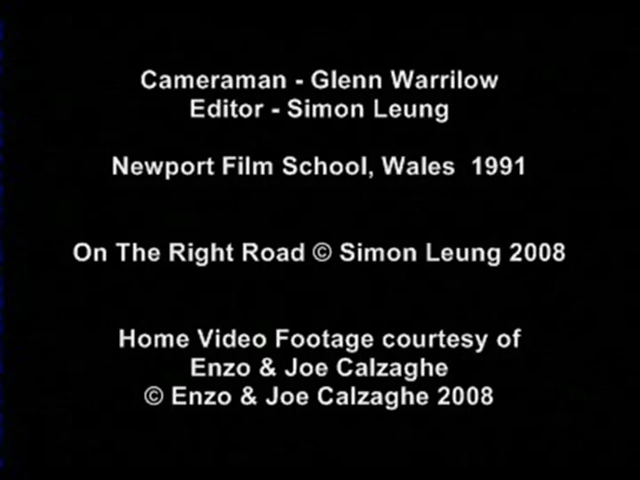 Cameraman - Glenn Warrilow
Editor - Simon Leung
Newport Film School, Wales 1991
On The Right Road © Simon Leung 2008
Home Video Footage courtesy of
Enzo & Joe Calzaghe
© Enzo & Joe Calzaghe 2008